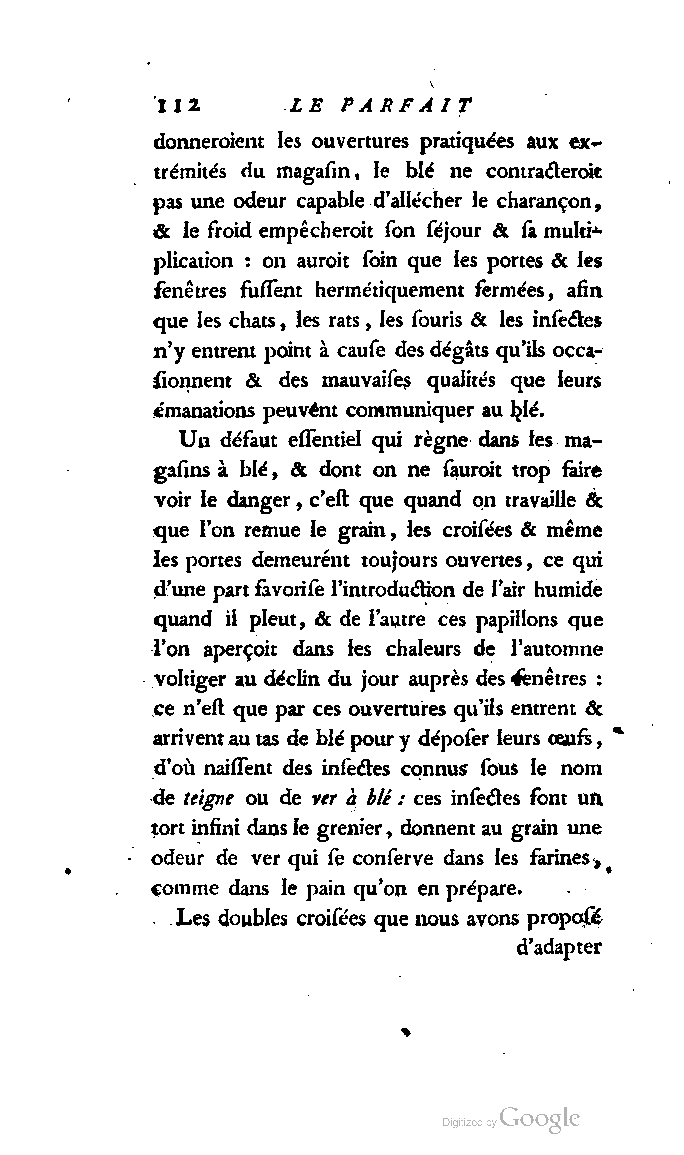 112 LE PARFAIT
donneroient les ouvertures pratiquées aux ex-
trémités du magaſin, le blé ne contracteroit
pas une odeur capable d'allécher le charançon,
& le froid empêcheroit ſon ſéjour & ſa multi-
plication : on auroit ſoin que les portes & les
fenêtres fuſſent hermétiquement fermées, afin
que les chats, les rats, les ſouris & les inſectes
n'y entrent point à cauſe des dégâts qu'ils occa-
ſionnent & des mauvaiſes qualités que leurs
émanations peuvent communiquer au blé.
Un défaut eſſentiel qui règne dans les ma-
gaſins à blé, & dont on ne ſauroit trop faire
voir le danger, c'eſt que quand on travaille &
que l'on remue le grain, les croiſées & même
les portes demeurént toujours ouvertes, ce qui
d'une part favoriſe l'introduction de l'air humide
quand il pleut, & de l'autre ces papillons que
l'on aperçoit dans les chaleurs de l'automne
voltiger au déclin du jour auprès des fenêtres :
ce n'eſt que par ces ouvertures qu'ils entrent &
arrivent au tas de blé pour y dépoſer leurs œufs,
d'où naiſſent des inſectes connus ſous le nom
de teigne ou de ver à blé : ces inſectes font un
tort infini dans le grenier, donnent au grain une
odeur de ver qui ſe conſerve dans les farines,
comme dans le pain qu'on en prépare.
Les doubles croiſées que nous avons propoſé
d'adapter
Digitized by Google